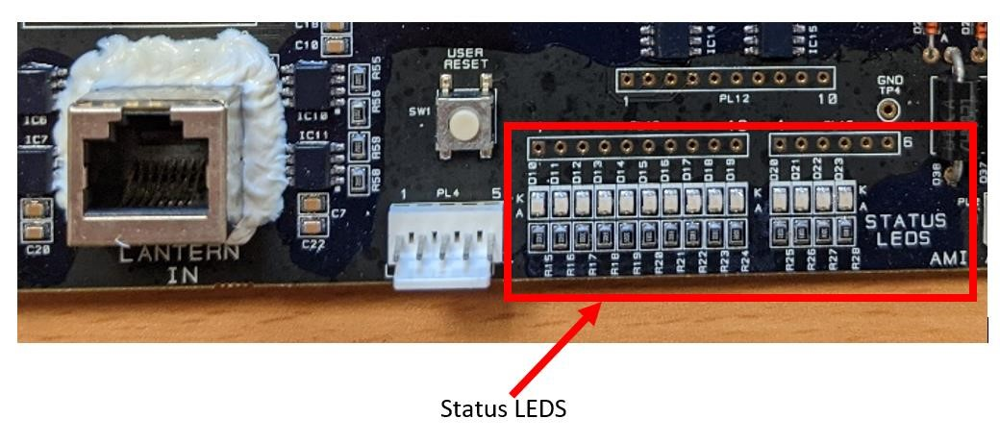 C10
IC6
IC7
IC10
IC11
R55
R56
R59
R58
C20
C22
C7
LANTERN
IN
USER
RESET
SW1
1 PL4 5
IC14
IC15
1 PL12 10
GND
TP4
6
D10 D11 D12 D13 D14 D15 D16 D17 D18 D19
D20 D21 D22 D23
K
A
K
A
K
A
R15 R16 R17 R18 R19 R20 R21 R22 R23 R24
R25 R26 R27 R28
STATUS
LEDS
D38
D37
AMI
Status LEDS